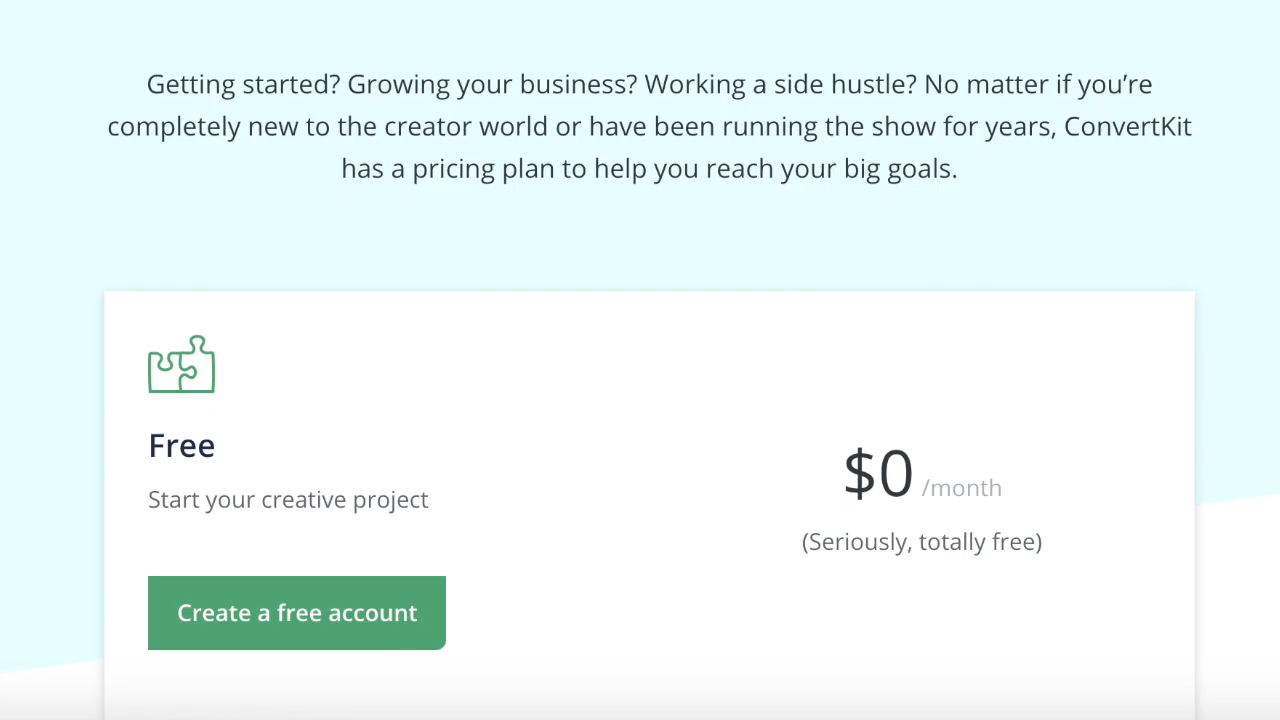 Getting started? Growing your business? Working a side hustle? No matter if you’re
completely new to the creator world or have been running the show for years, ConvertKit
has a pricing plan to help you reach your big goals.
Free
Start your creative project
$0 /month
(Seriously, totally free)
Create a free account